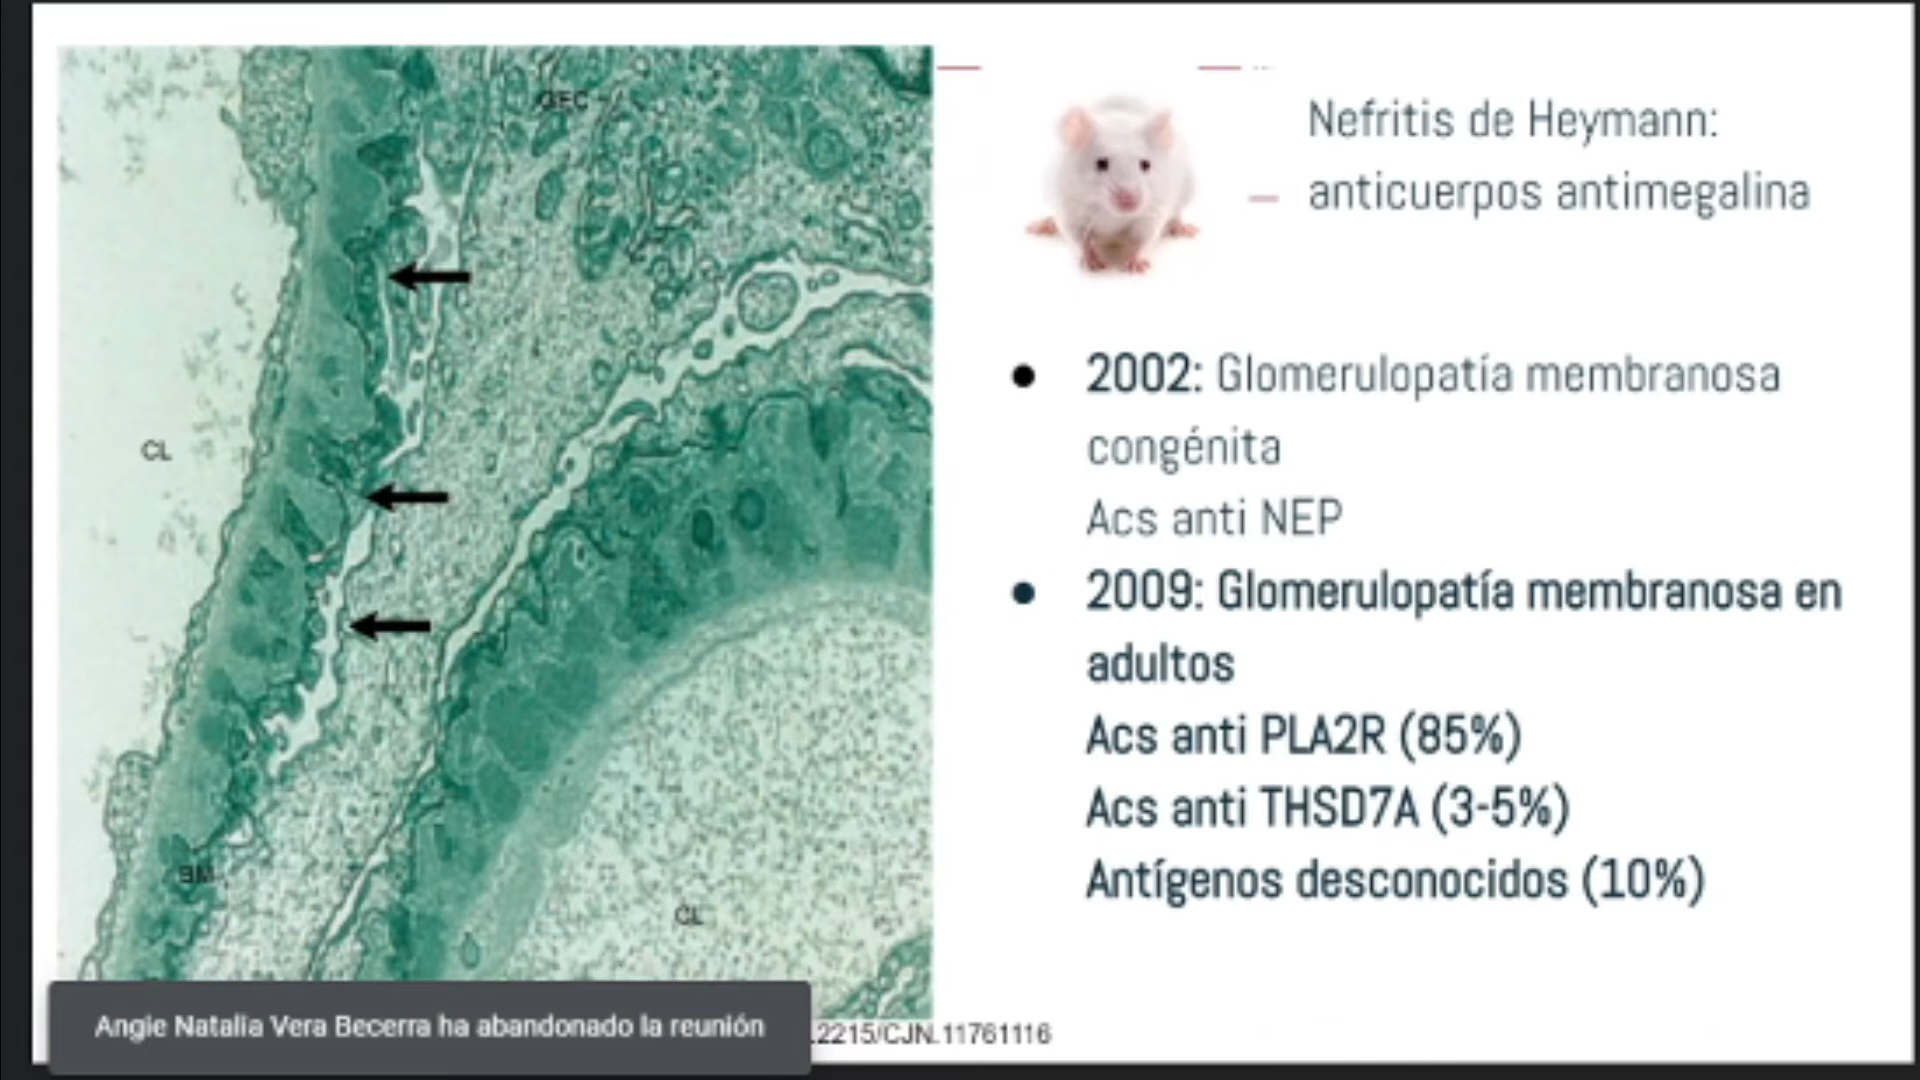 GEC
CL
BM
CL
Nefritis de Heymann:
anticuerpos antimegalina
2002: Glomerulopatía membranosa
congénita
Acs anti NEP
2009: Glomerulopatía membranosa en
adultos
Acs anti PLA2R (85%)
Acs anti THSD7A (3-5%)
Antígenos desconocidos (10%)
Angie Natalia Vera Becerra ha abandonado la reunión
2215/CJN.11761116